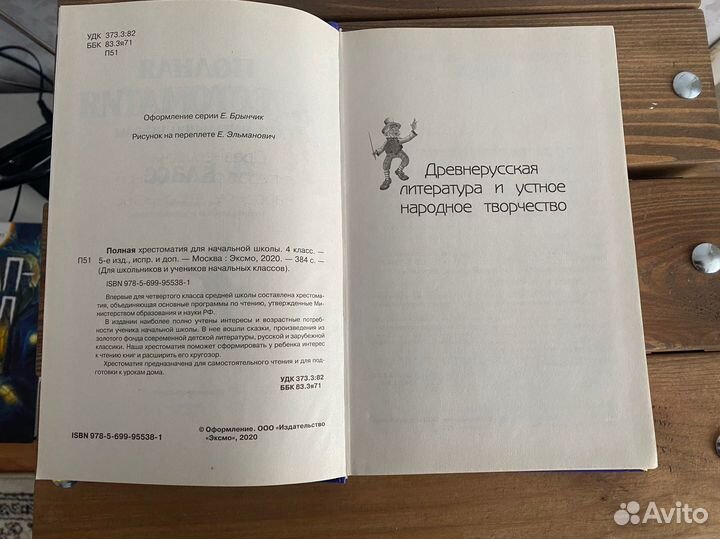 УДК 373.3:82
ББК 83.3я71
П51
Оформление серии Е. Брынчик
Рисунок на переплете Е. Эльманович
Полная хрестоматия для начальной школы. 4 класс. —
П51 5-е изд., испр. и доп. — Москва : Эксмо, 2020. — 384 с. —
(Для школьников и учеников начальных классов).
ISBN 978-5-699-95538-1
Впервые для четвертого класса средней школы составлена хрестома-
тия, объединяющая основные программы по чтению, утвержденные Ми-
нистерством образования и науки РФ.
В издании наиболее полно учтены интересы и возрастные потреб-
ности ученика начальной школы. В нее вошли сказки, произведения из
золотого фонда современной детской литературы, русской и зарубежной
классики. Наша хрестоматия поможет сформировать у ребенка интерес
к чтению книг и расширить его кругозор.
Хрестоматия предназначена для самостоятельного чтения и для под-
готовки к урокам дома.
УДК 373.3:82
ББК 83.3я71
© Оформление. ООО «Издательство
ISBN 978-5-699-95538-1 «Эксмо», 2020
Древнерусская
литература и устное
народное творчество
Avito